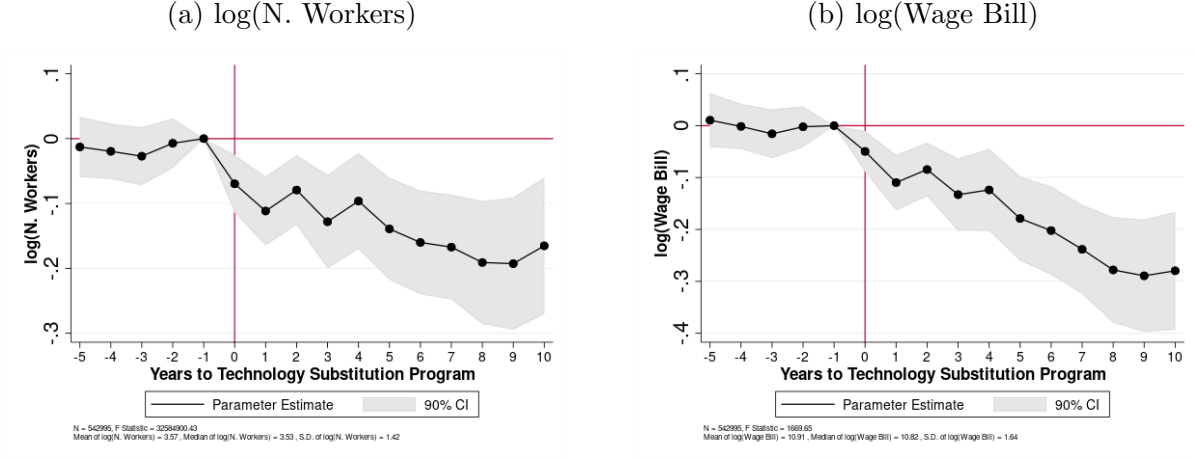 (a) log(N. Workers)
(b) log(Wage Bill)
.1
0
-.1
-.2
-.3
log(N. Workers)
-5 -4 -3 -2 -1 0 1 2 3 4 5 6 7 8 9 10
Years to Technology Substitution Program
Parameter Estimate 90% CI
N = 542995, F Statistic = 32584900.43
Mean of log(N. Workers) = 3.57 , Median of log(N. Workers) = 3.53 , S.D. of log(N. Workers) = 1.42
.1
0
-.1
-.2
-.3
-.4
log(Wage Bill)
-5 -4 -3 -2 -1 0 1 2 3 4 5 6 7 8 9 10
Years to Technology Substitution Program
Parameter Estimate 90% CI
N = 542995, F Statistic = 1669.65
Mean of log(Wage Bill) = 10.91 , Median of log(Wage Bill) = 10.82 , S.D. of log(Wage Bill) = 1.64